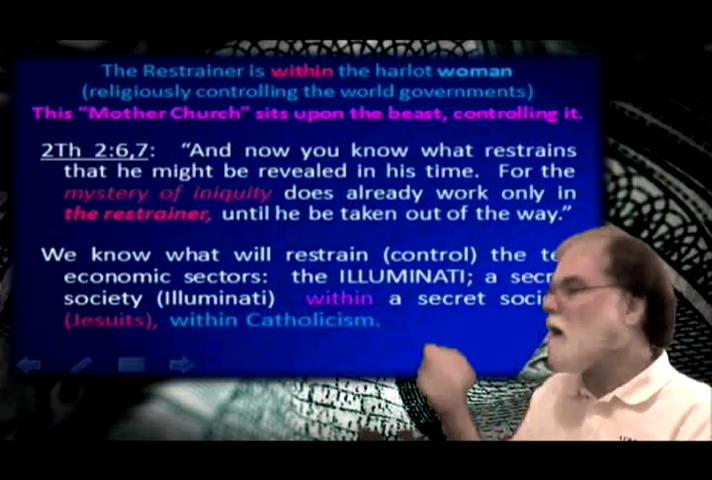 The Restrainer is within the harlot woman
(religiously controlling the world governments)
This “Mother Church” sits upon the beast, controlling it.
2Th 2:6,7: “And now you know what restrains
that he might be revealed in his time. For the
mystery of iniquity does already work only in
the restrainer, until he be taken out of the way.”
We know what will restrain (control) the
economic sectors: the ILLUMINATI; a
society (Illuminati) within a secret
(Jesuits), within Catholicism.